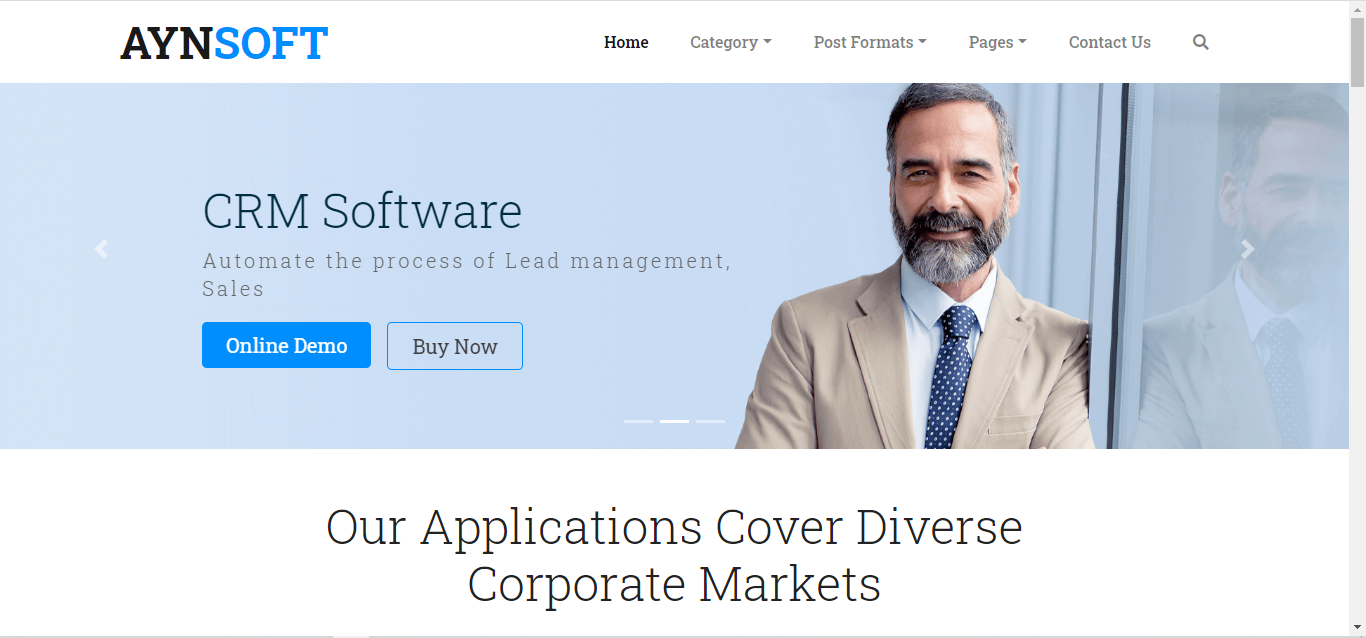 AYNSOFT
Home Category Post Formats Pages Contact Us
CRM Software
Automate the process of Lead management,
Sales
Online Demo Buy Now
Our Applications Cover Diverse
Corporate Markets